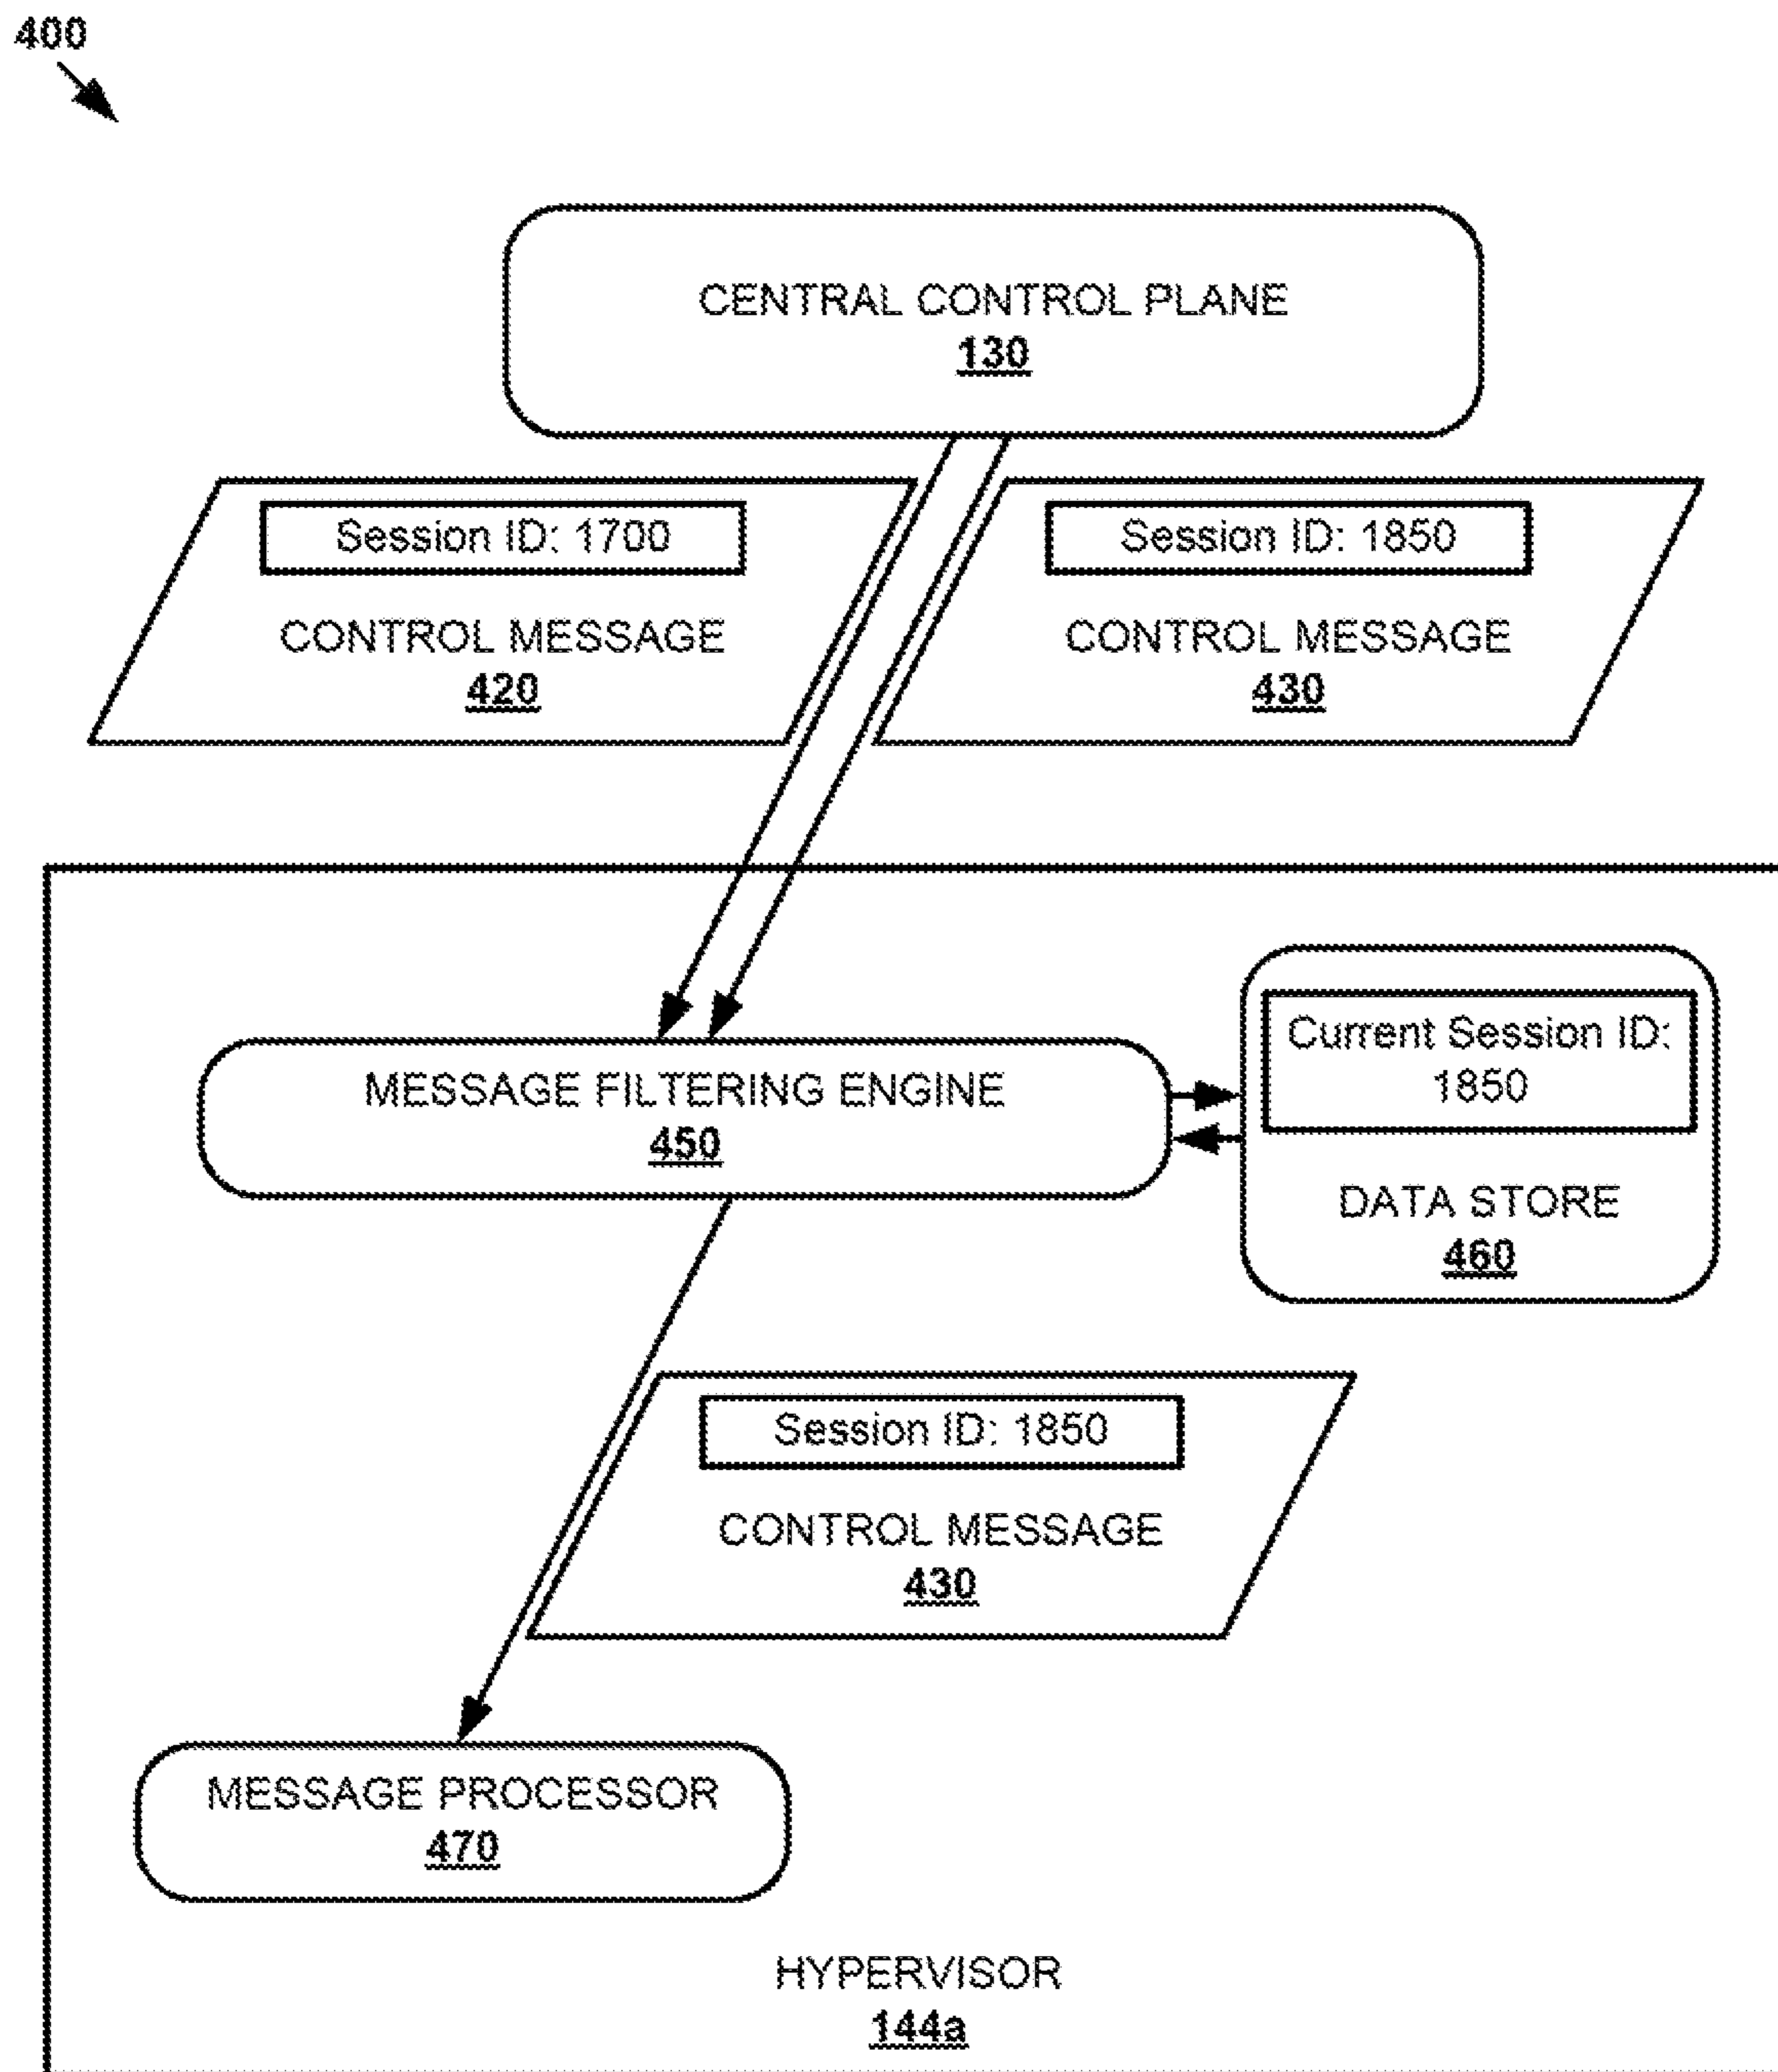 400
CENTRAL CONTROL PLANE
130
Session ID: 1700
CONTROL MESSAGE
420
Session ID: 1850
CONTROL MESSAGE
430
MESSAGE FILTERING ENGINE
450
Current Session ID:
1850
DATA STORE
460
Session ID: 1850
CONTROL MESSAGE
430
MESSAGE PROCESSOR
470
HYPERVISOR
144a